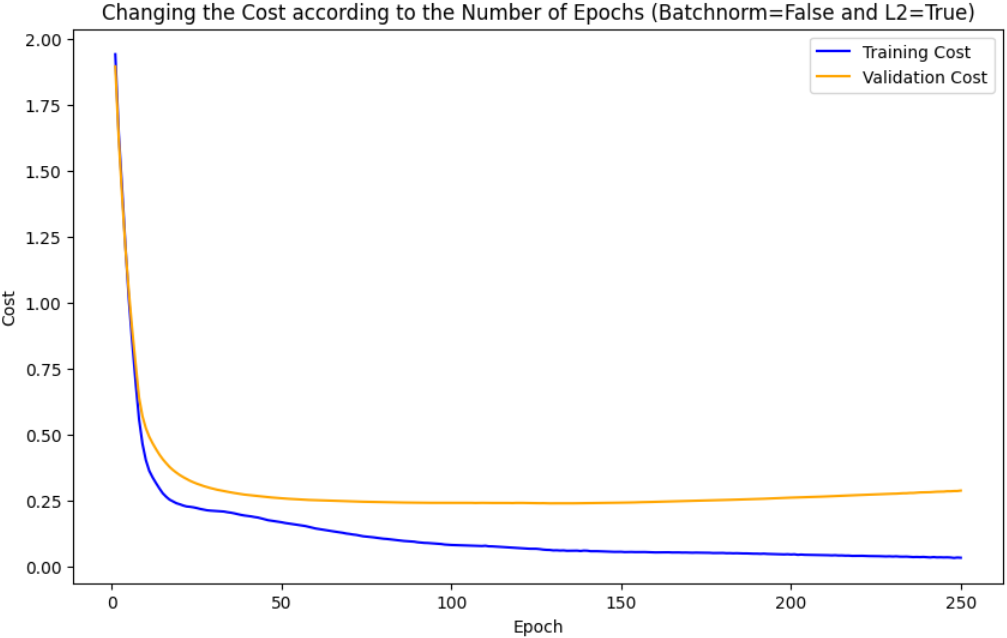 Changing the Cost according to the Number of Epochs (Batchnorm=False and L2=True)
2.00
1.75
1.50
1.25
1.00
0.75
0.50
0.25
0.00
Cost
Training Cost
Validation Cost
0 50 100 150 200 250
Epoch